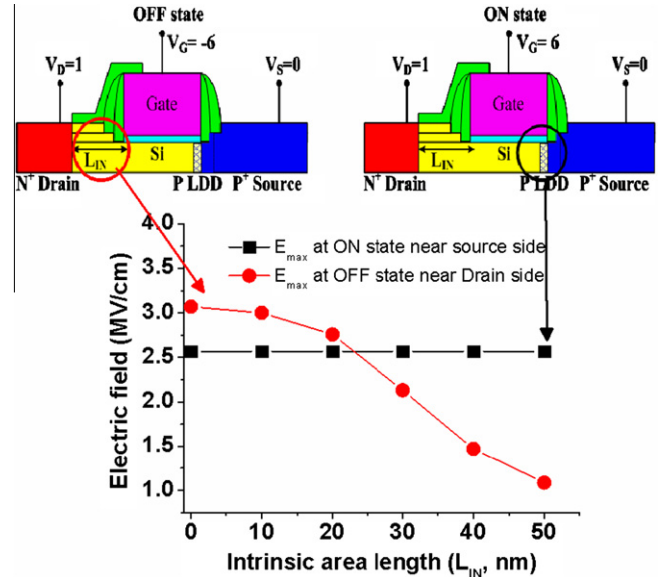 OFF state
V_G= -6
V_D=1
V_S=0
Gate
L_IN
Si
N+ Drain
P LDD
P+ Source
ON state
V_G= 6
V_D=1
V_S=0
Gate
L_IN
Si
N+ Drain
P LDD
P+ Source
E_max at ON state near source side
E_max at OFF state near Drain side
Electric field (MV/cm)
4.0
3.5
3.0
2.5
2.0
1.5
1.0
0 10 20 30 40 50
Intrinsic area length (L_IN, nm)